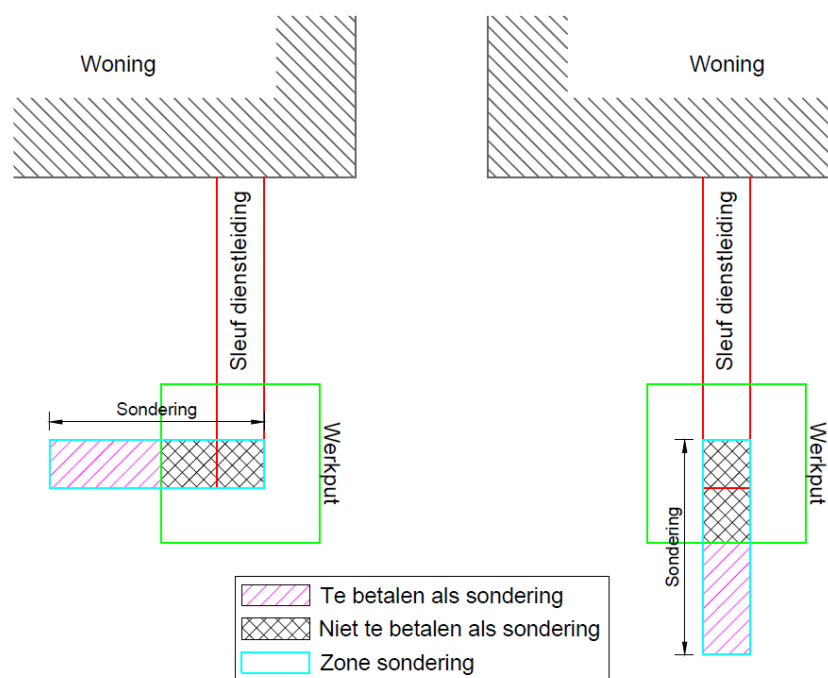 Woning
Woning
Sleuf dienstleiding
Sleuf dienstleiding
Sondering
Werkput
Werkput
Sondering
Te betalen als sondering
Niet te betalen als sondering
Zone sondering